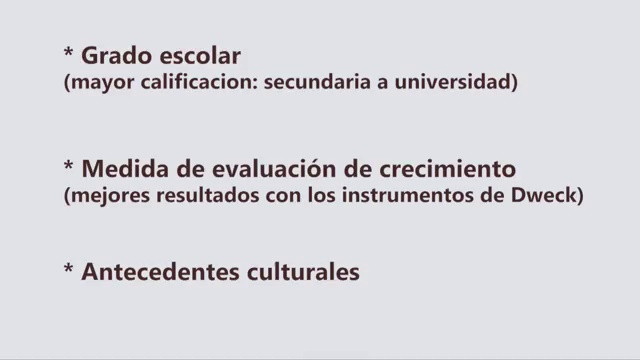 * Grado escolar
(mayor calificacion: secundaria a universidad)
* Medida de evaluación de crecimiento
(mejores resultados con los instrumentos de Dweck)
* Antecedentes culturales